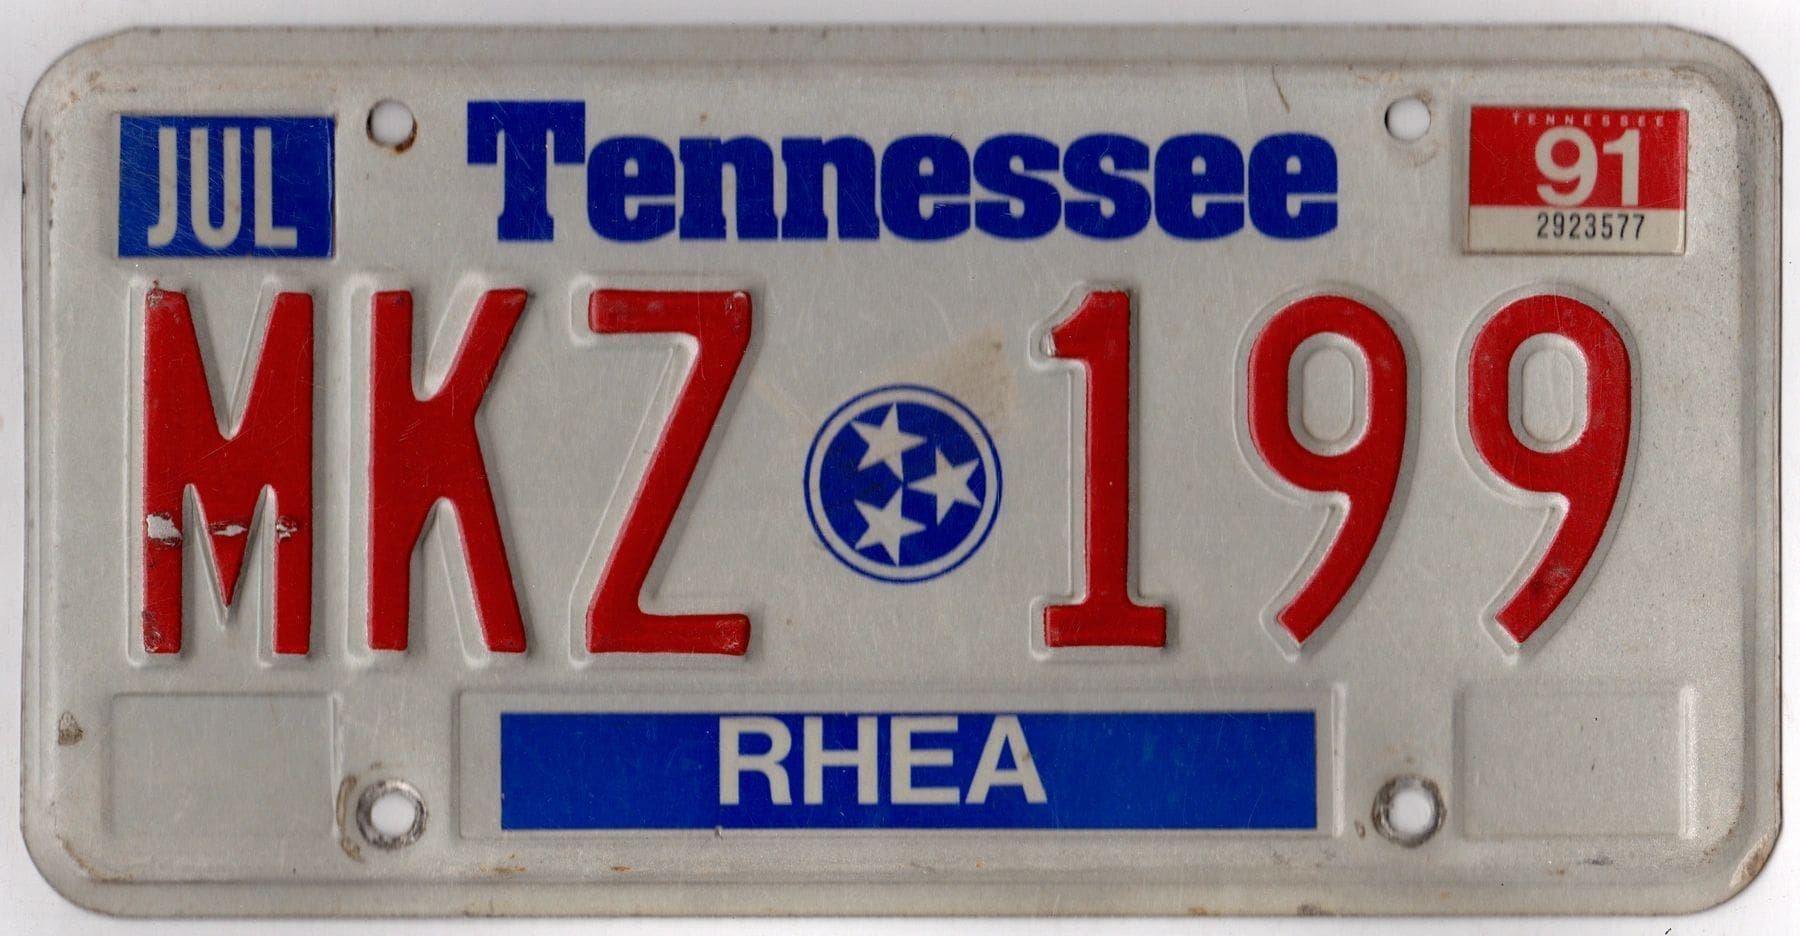 JUL
Tennessee
TENNESSEE
91
2923577
MKZ 199
RHEA